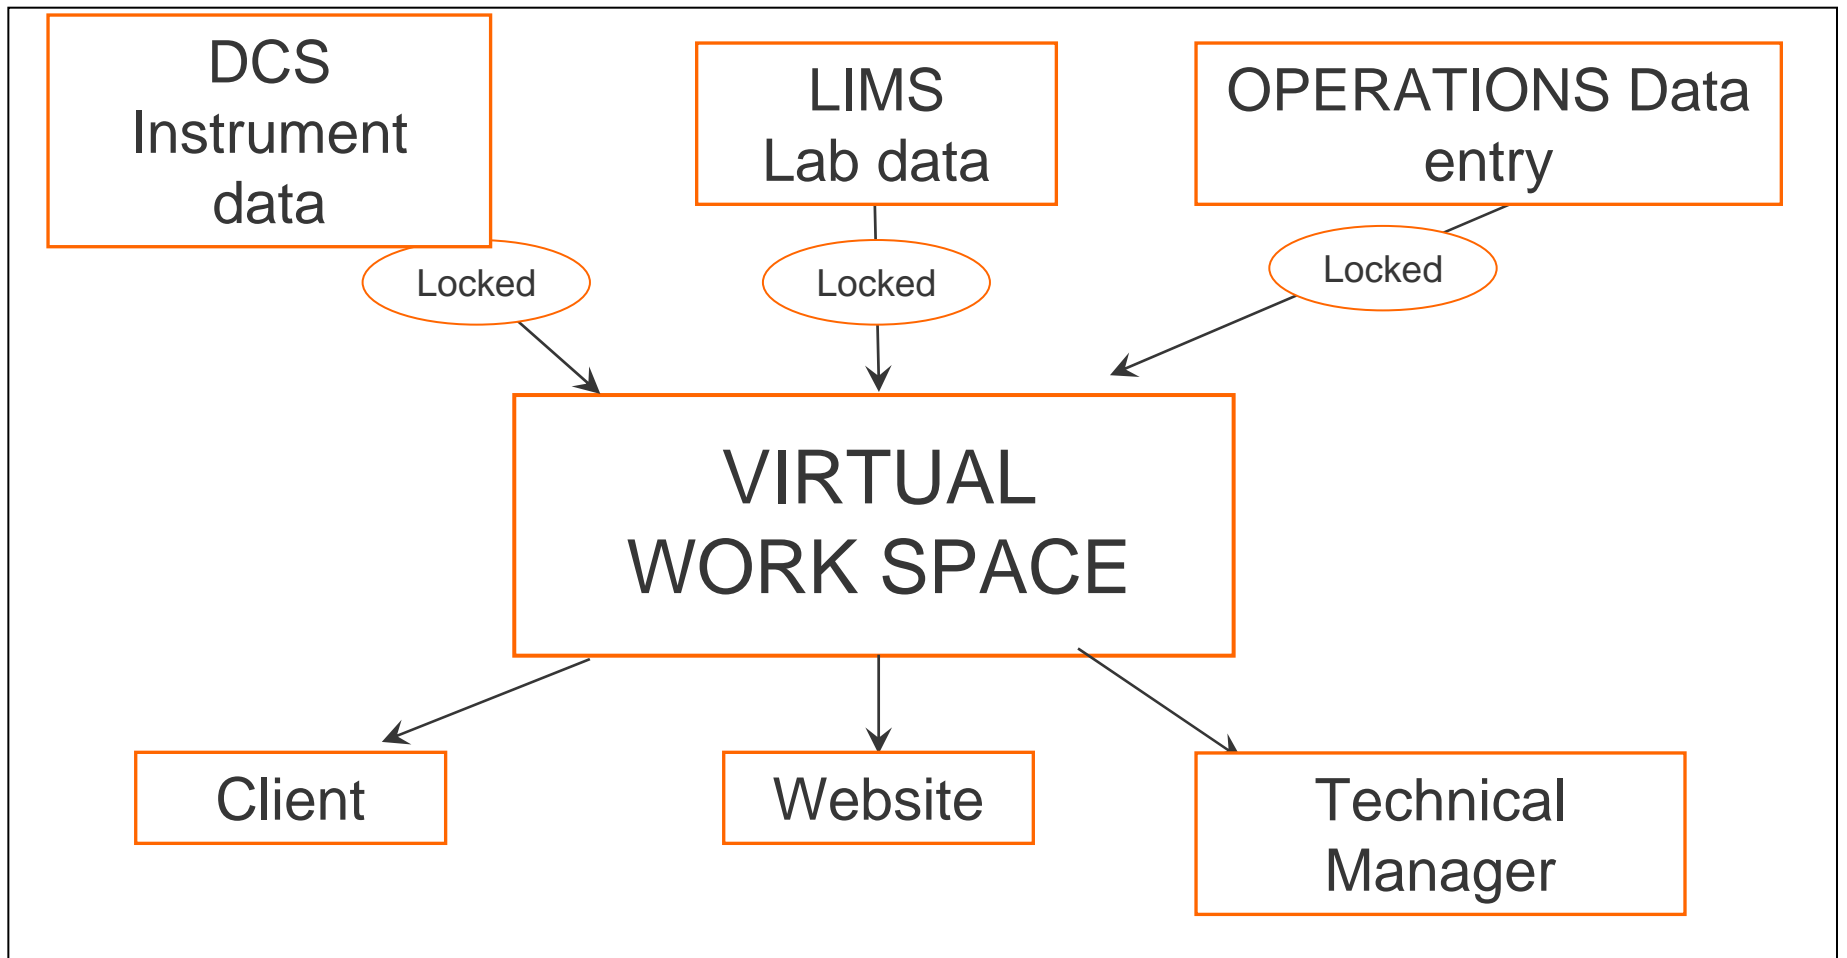 DCS
Instrument
data
LIMS
Lab data
OPERATIONS Data
entry
Locked
Locked
Locked
VIRTUAL
WORK SPACE
Client
Website
Technical
Manager